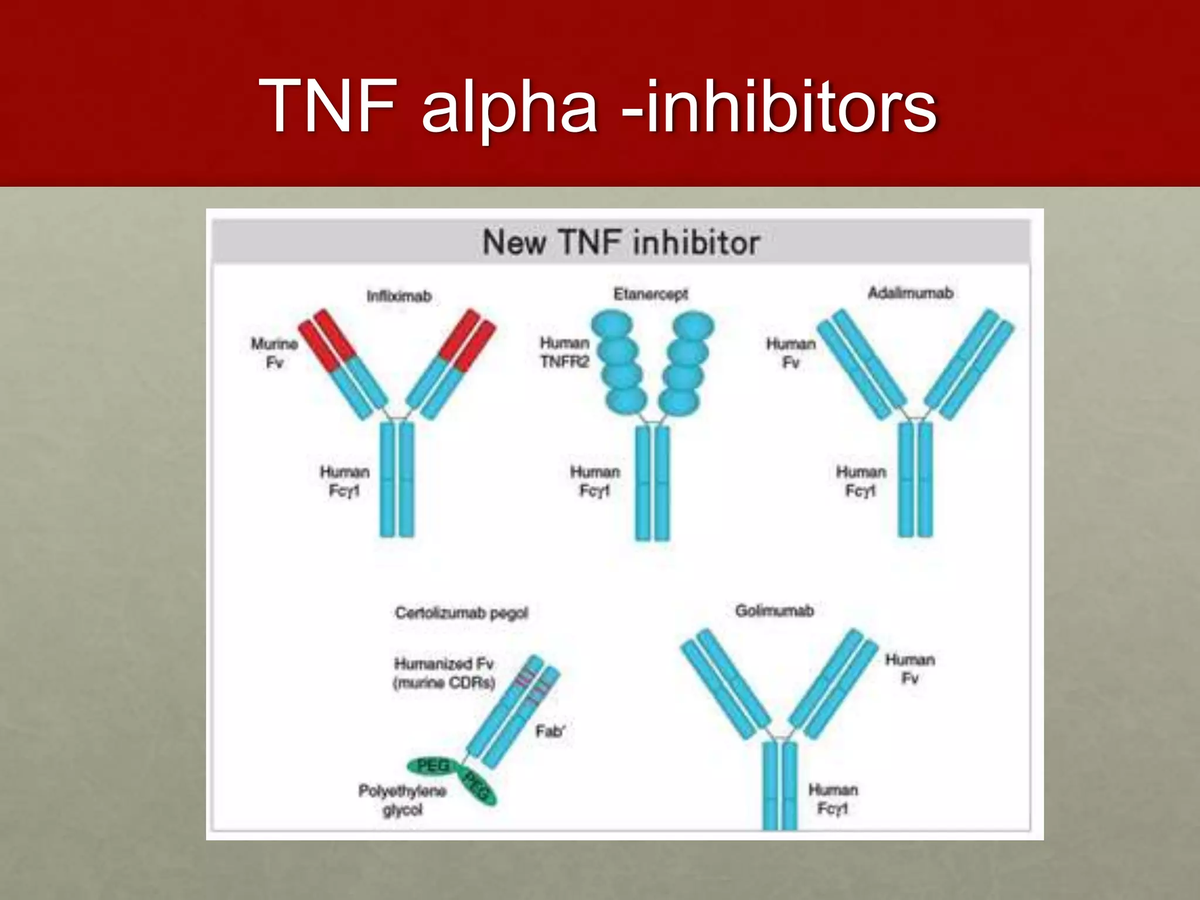 TNF alpha -inhibitors
New TNF inhibitor
Infliximab
Murine
Fv
Human
Fcγ1
Etanercept
Human
TNFR2
Human
Fcγ1
Adalimumab
Human
Fv
Human
Fcγ1
Certolizumab pegol
Humanized Fv
(murine CDRs)
Fab'
PEG
PEG
Polyethylene
glycol
Golimumab
Human
Fv
Human
Fcγ1